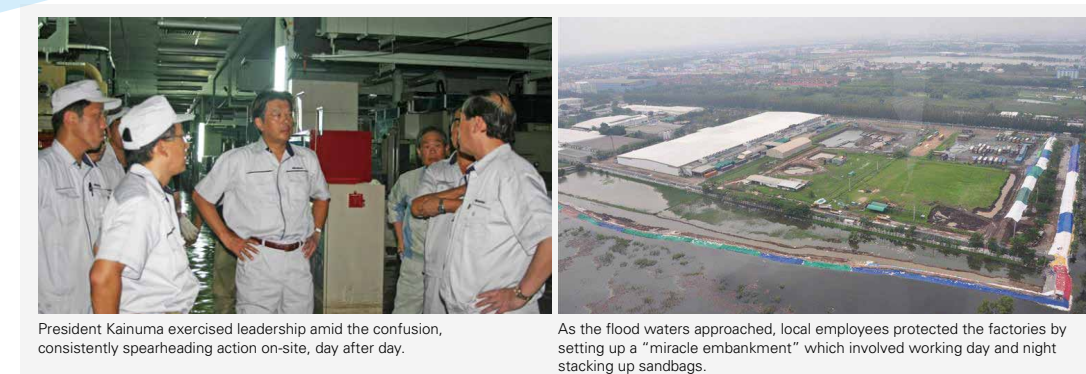 President Kainuma exercised leadership amid the confusion,
consistently spearheading action on-site, day after day.
As the flood waters approached, local employees protected the factories by
setting up a “miracle embankment” which involved working day and night
stacking up sandbags.